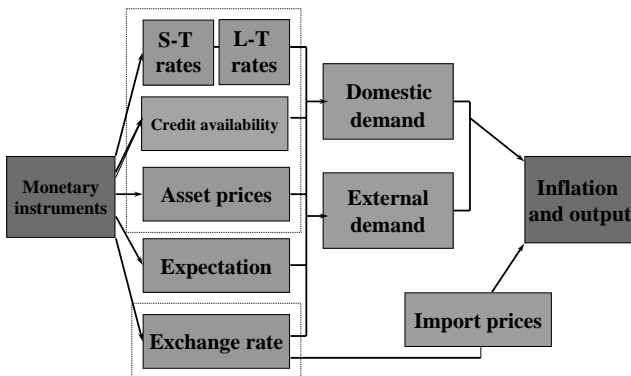 S-T
rates
L-T
rates
Credit availability
Monetary
instruments
Asset prices
Expectation
Exchange rate
Domestic
demand
External
demand
Import prices
Inflation
and output